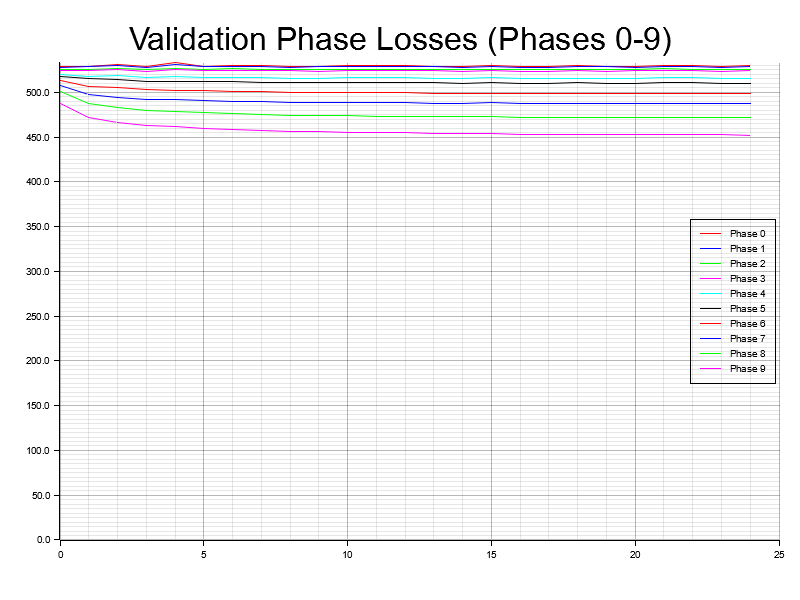 Validation Phase Losses (Phases 0-9)
500.0
450.0
400.0
350.0
300.0
250.0
200.0
150.0
100.0
50.0
0.0
0 5 10 15 20 25
Phase 0
Phase 1
Phase 2
Phase 3
Phase 4
Phase 5
Phase 6
Phase 7
Phase 8
Phase 9